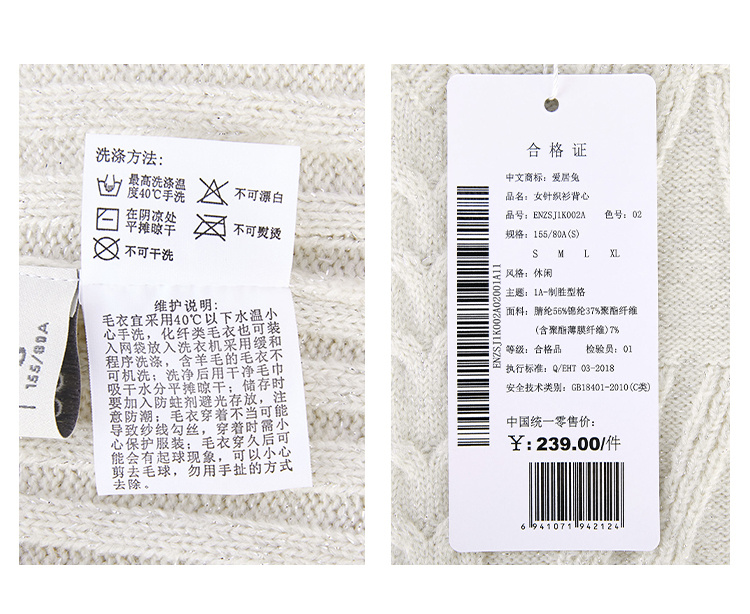 洗涤方法:
最高洗涤温
度40℃手洗
不可漂白
在阴凉处
平摊晾干
不可熨烫
不可干洗
维护说明:
毛衣宜采用40℃以下水温小
心手洗，化纤类毛衣也可装
入网袋放入洗衣机采用缓和
程序洗涤，含羊毛的毛衣不
可机洗；洗净后用干净毛巾
吸干水分平摊晾干；储存时
要加入防蛀剂避光存放，注
意防潮；毛衣穿着不当可能
导致纱线勾丝，穿着时需小
心保护服装；毛衣穿久后可
能会有起球现象，可以小心
剪去毛球，勿用手扯的方式
去除。
155/80A
合格证
中文商标: 爱居兔
品名: 女针织衫背心
品号: ENZSJ1K002A 色号: 02
规格: 155/80A(S)
S M L XL
风格: 休闲
主题: 1A-制胜型格
面料: 腈纶56%锦纶37%聚酯纤维
(含聚酯薄膜纤维)7%
等级: 合格品 检验员: 01
执行标准: Q/EHT 03-2018
安全技术类别: GB18401-2010(C类)
中国统一零售价:
¥: 239.00/件
6 941071 942124
ENZSJ1K002A02001A11